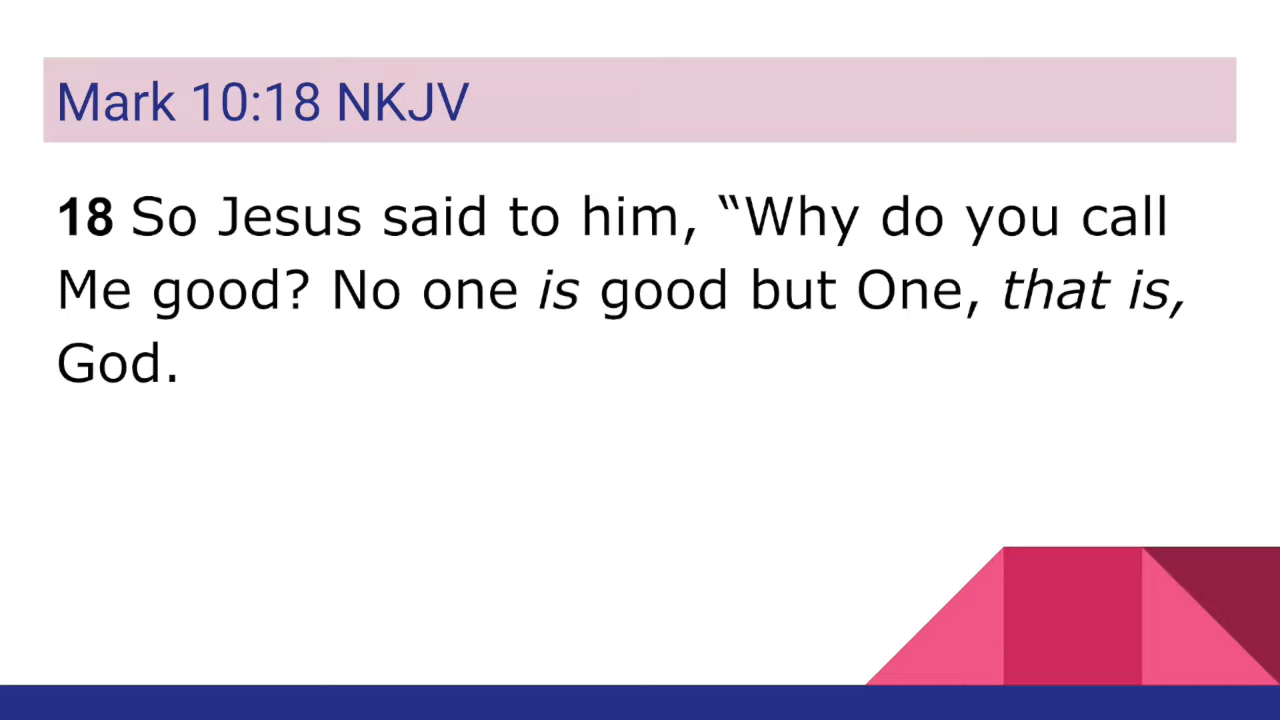 Mark 10:18 NKJV
18 So Jesus said to him, “Why do you call
Me good? No one is good but One, that is,
God.